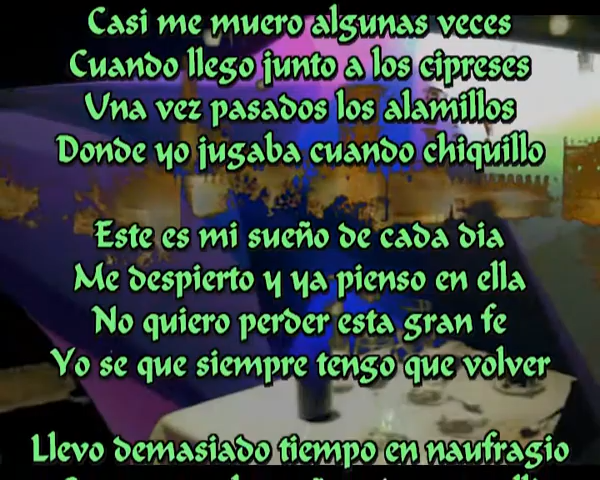 Casi me muero algunas veces
Cuando llego junto a los cipreses
Una vez pasados los alamillos
Donde yo jugaba cuando chiquillo
Este es mi sueño de cada dia
Me despierto y ya pienso en ella
No quiero perder esta gran fe
Yo se que siempre tengo que volver
Llevo demasiado tiempo en naufragio